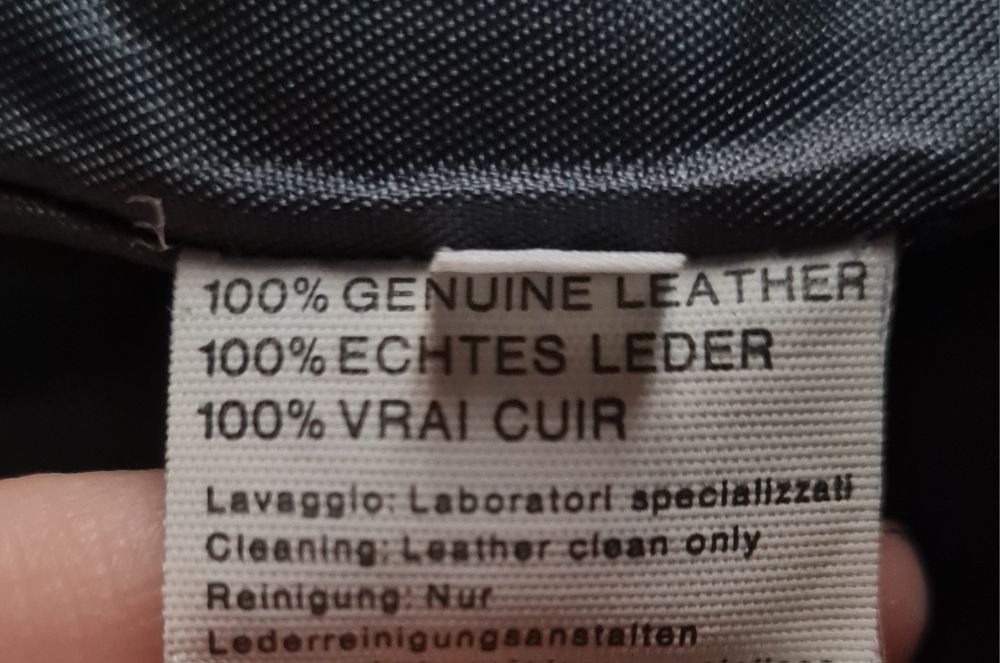 100% GENUINE LEATHER
100% ECHTES LEDER
100% VRAI CUIR
Lavaggio: Laboratori specializzati
Cleaning: Leather clean only
Reinigung: Nur
Lederreinigungsanstalten